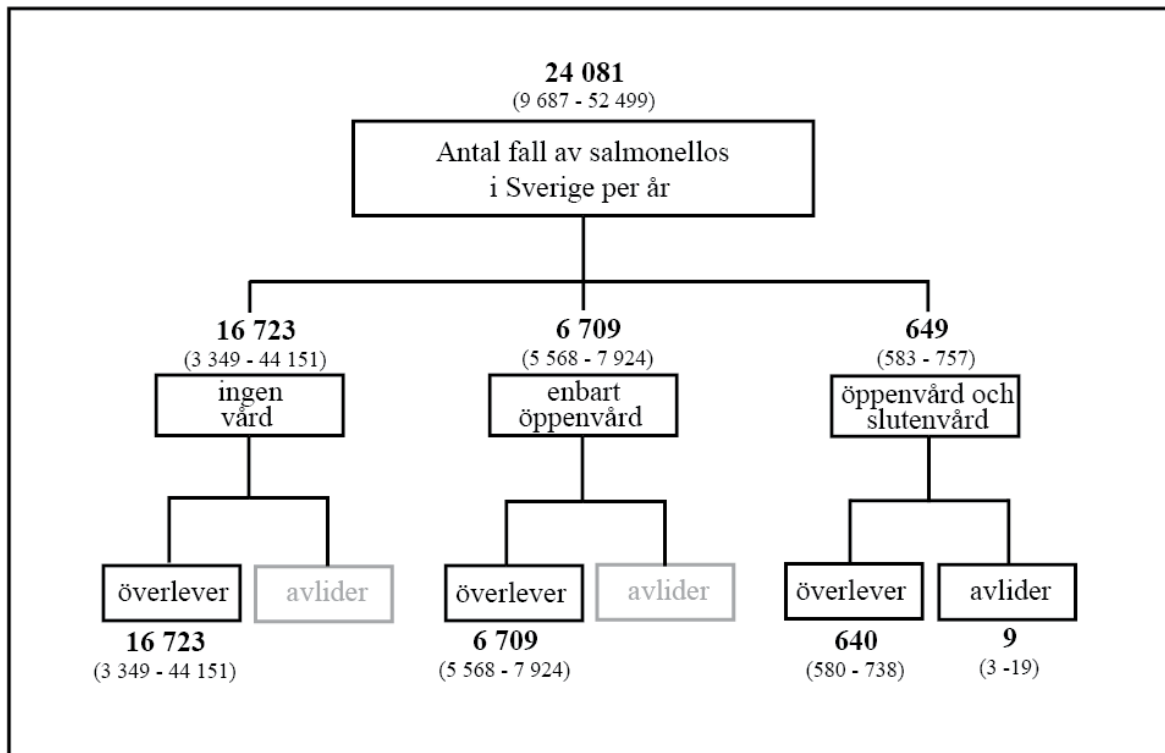 24 081
(9 687 - 52 499)
Antal fall av salmonellos
i Sverige per år
16 723
(3 349 - 44 151)
ingen
vård
6 709
(5 568 - 7 924)
enbart
öppenvård
649
(583 - 757)
öppenvård och
slutenvård
överlever
avlider
överlever
avlider
överlever
avlider
16 723
(3 349 - 44 151)
6 709
(5 568 - 7 924)
640
(580 - 738)
9
(3 -19)